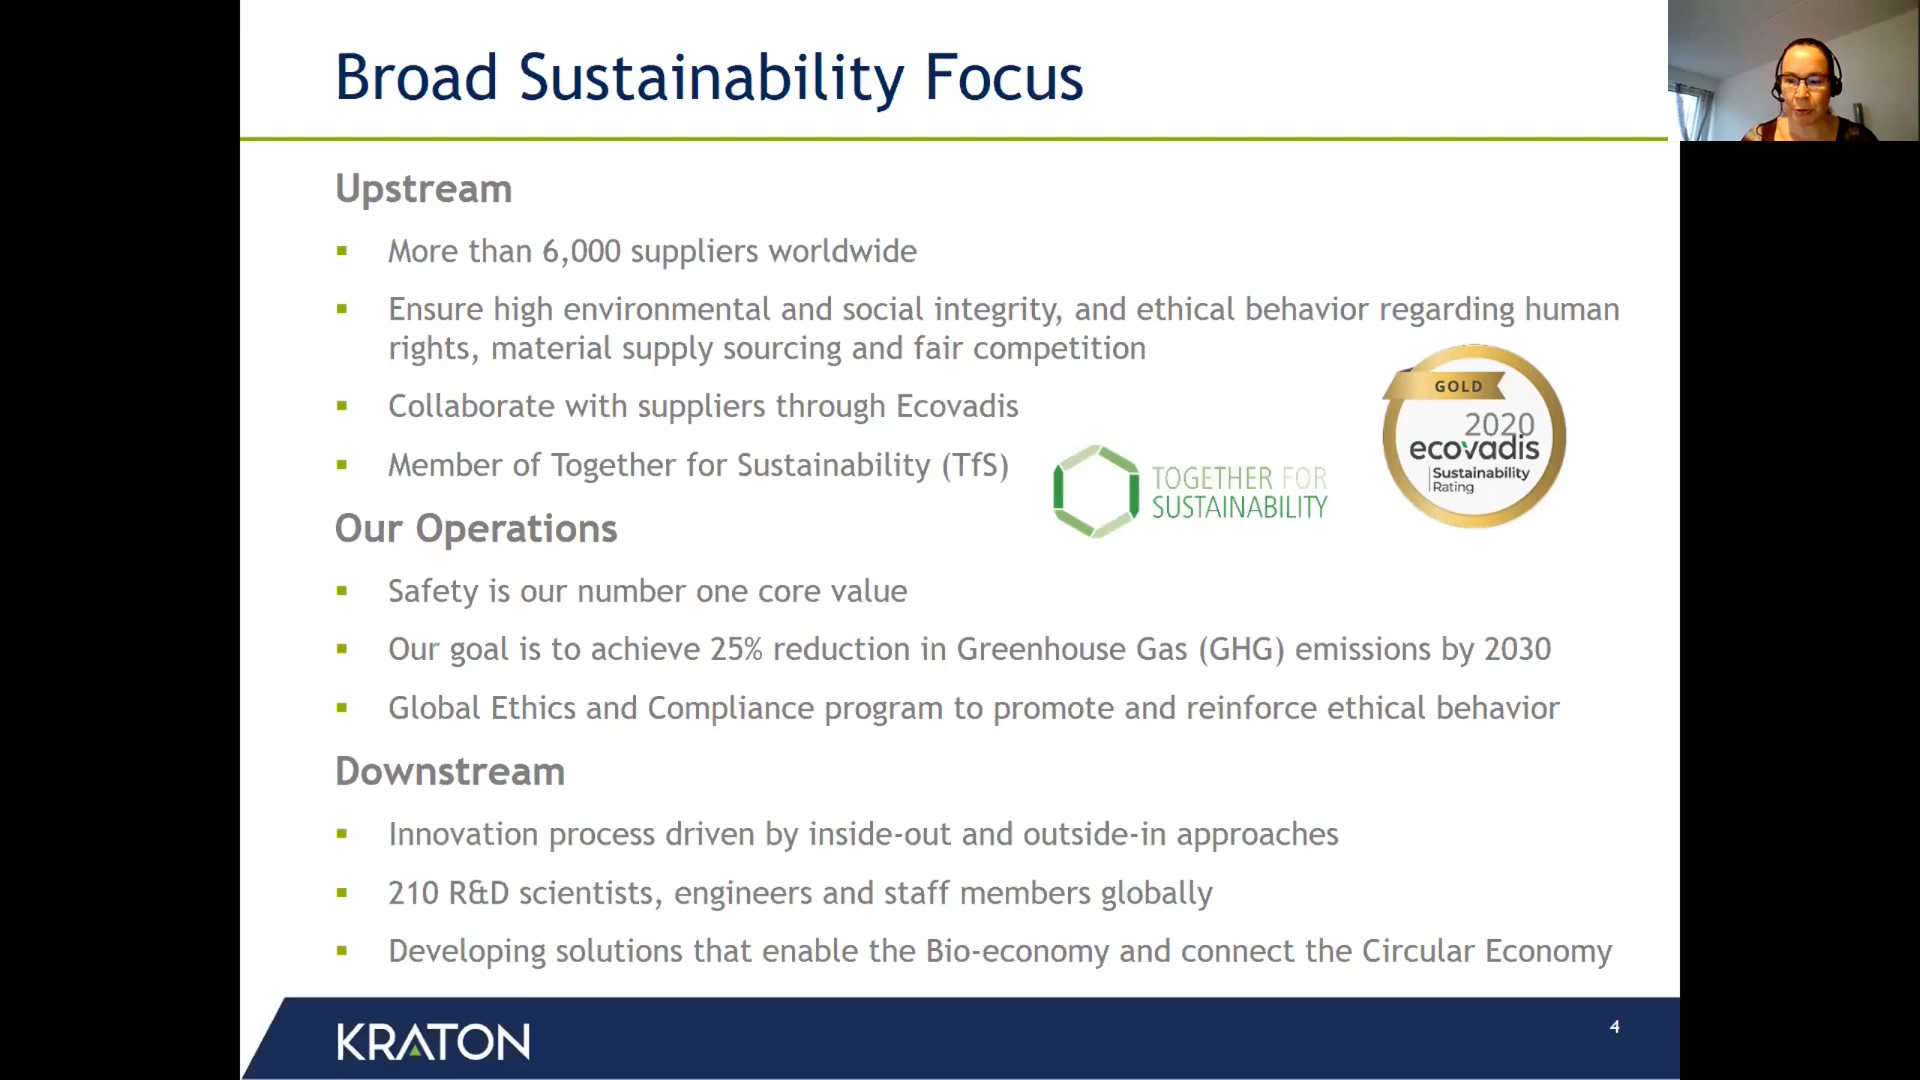 Broad Sustainability Focus
Upstream
▪ More than 6,000 suppliers worldwide
▪ Ensure high environmental and social integrity, and ethical behavior regarding human
rights, material supply sourcing and fair competition
▪ Collaborate with suppliers through Ecovadis
▪ Member of Together for Sustainability (TfS)
TOGETHER FOR
SUSTAINABILITY
GOLD
2020
ecovadis
Sustainability
Rating
Our Operations
▪ Safety is our number one core value
▪ Our goal is to achieve 25% reduction in Greenhouse Gas (GHG) emissions by 2030
▪ Global Ethics and Compliance program to promote and reinforce ethical behavior
Downstream
▪ Innovation process driven by inside-out and outside-in approaches
▪ 210 R&D scientists, engineers and staff members globally
▪ Developing solutions that enable the Bio-economy and connect the Circular Economy
KRATON
4